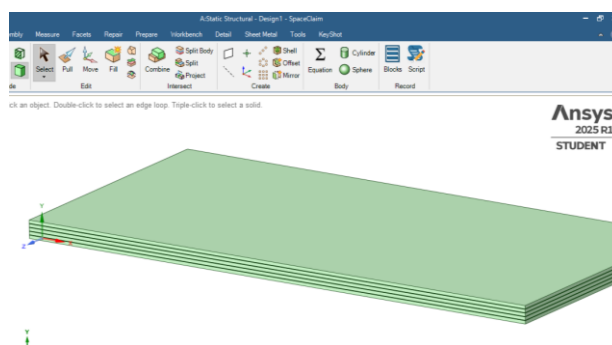 A:Static Structural - Design1 - SpaceClaim
mbly Measure Facets Repair Prepare Workbench Detail Sheet Metal Tools KeyShot
Select Pull Move Fill Combine Split Body Split Project Shell Offset Mirror Equation Cylinder Sphere Blocks Script
de Edit Intersect Create Body Record
ck an object. Double-click to select an edge loop. Triple-click to select a solid.
Ansys
2025 R1
STUDENT
Y
Z
Y